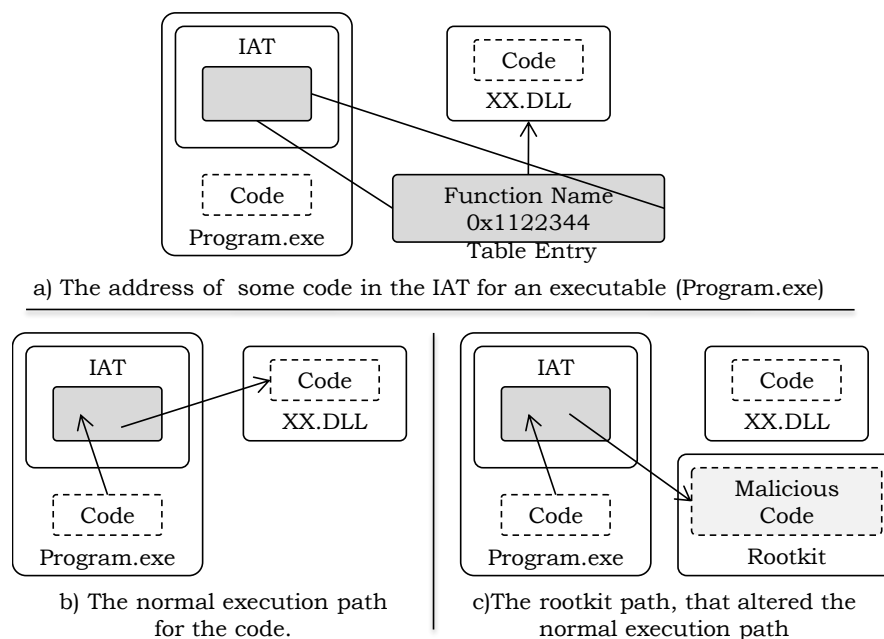 IAT
Code
Program.exe
Code
XX.DLL
Function Name
0x1122344
Table Entry
a) The address of some code in the IAT for an executable (Program.exe)
IAT
Code
Program.exe
Code
XX.DLL
b) The normal execution path
for the code.
IAT
Code
Program.exe
Code
XX.DLL
Malicious
Code
Rootkit
c)The rootkit path, that altered the
normal execution path